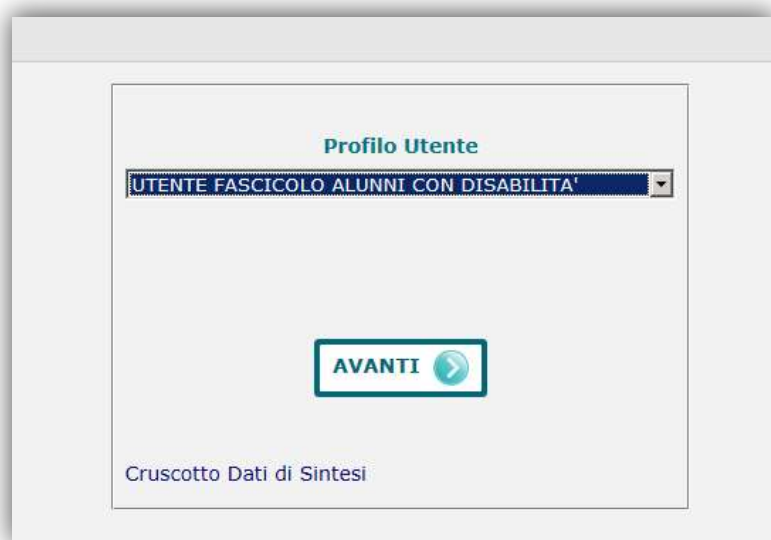 Profilo Utente
UTENTE FASCICOLO ALUNNI CON DISABILITA'
AVANTI
Cruscotto Dati di Sintesi